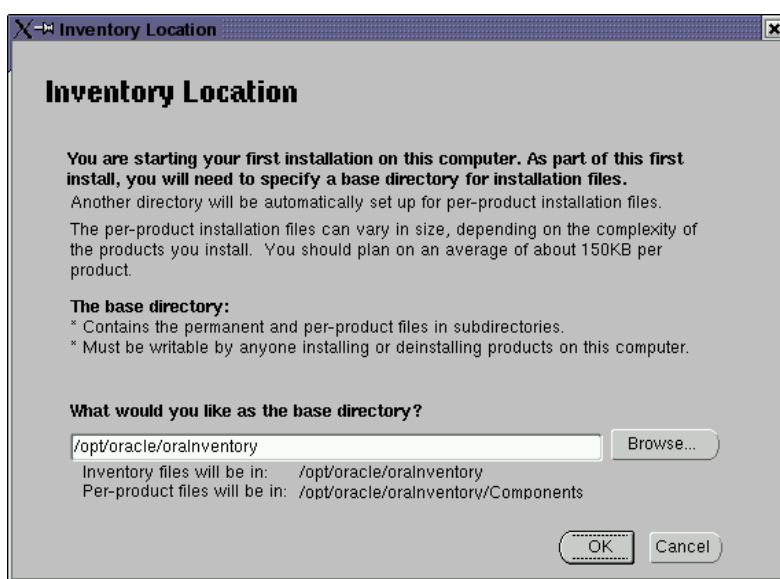 Inventory Location
Inventory Location
You are starting your first installation on this computer. As part of this first
install, you will need to specify a base directory for installation files.
Another directory will be automatically set up for per-product installation files.
The per-product installation files can vary in size, depending on the complexity of
the products you install. You should plan on an average of about 150KB per
product.
The base directory:
* Contains the permanent and per-product files in subdirectories.
* Must be writable by anyone installing or deinstalling products on this computer.
What would you like as the base directory?
/opt/oracle/oraInventory
Browse...
Inventory files will be in: /opt/oracle/oraInventory
Per-product files will be in: /opt/oracle/oraInventory/Components
OK
Cancel